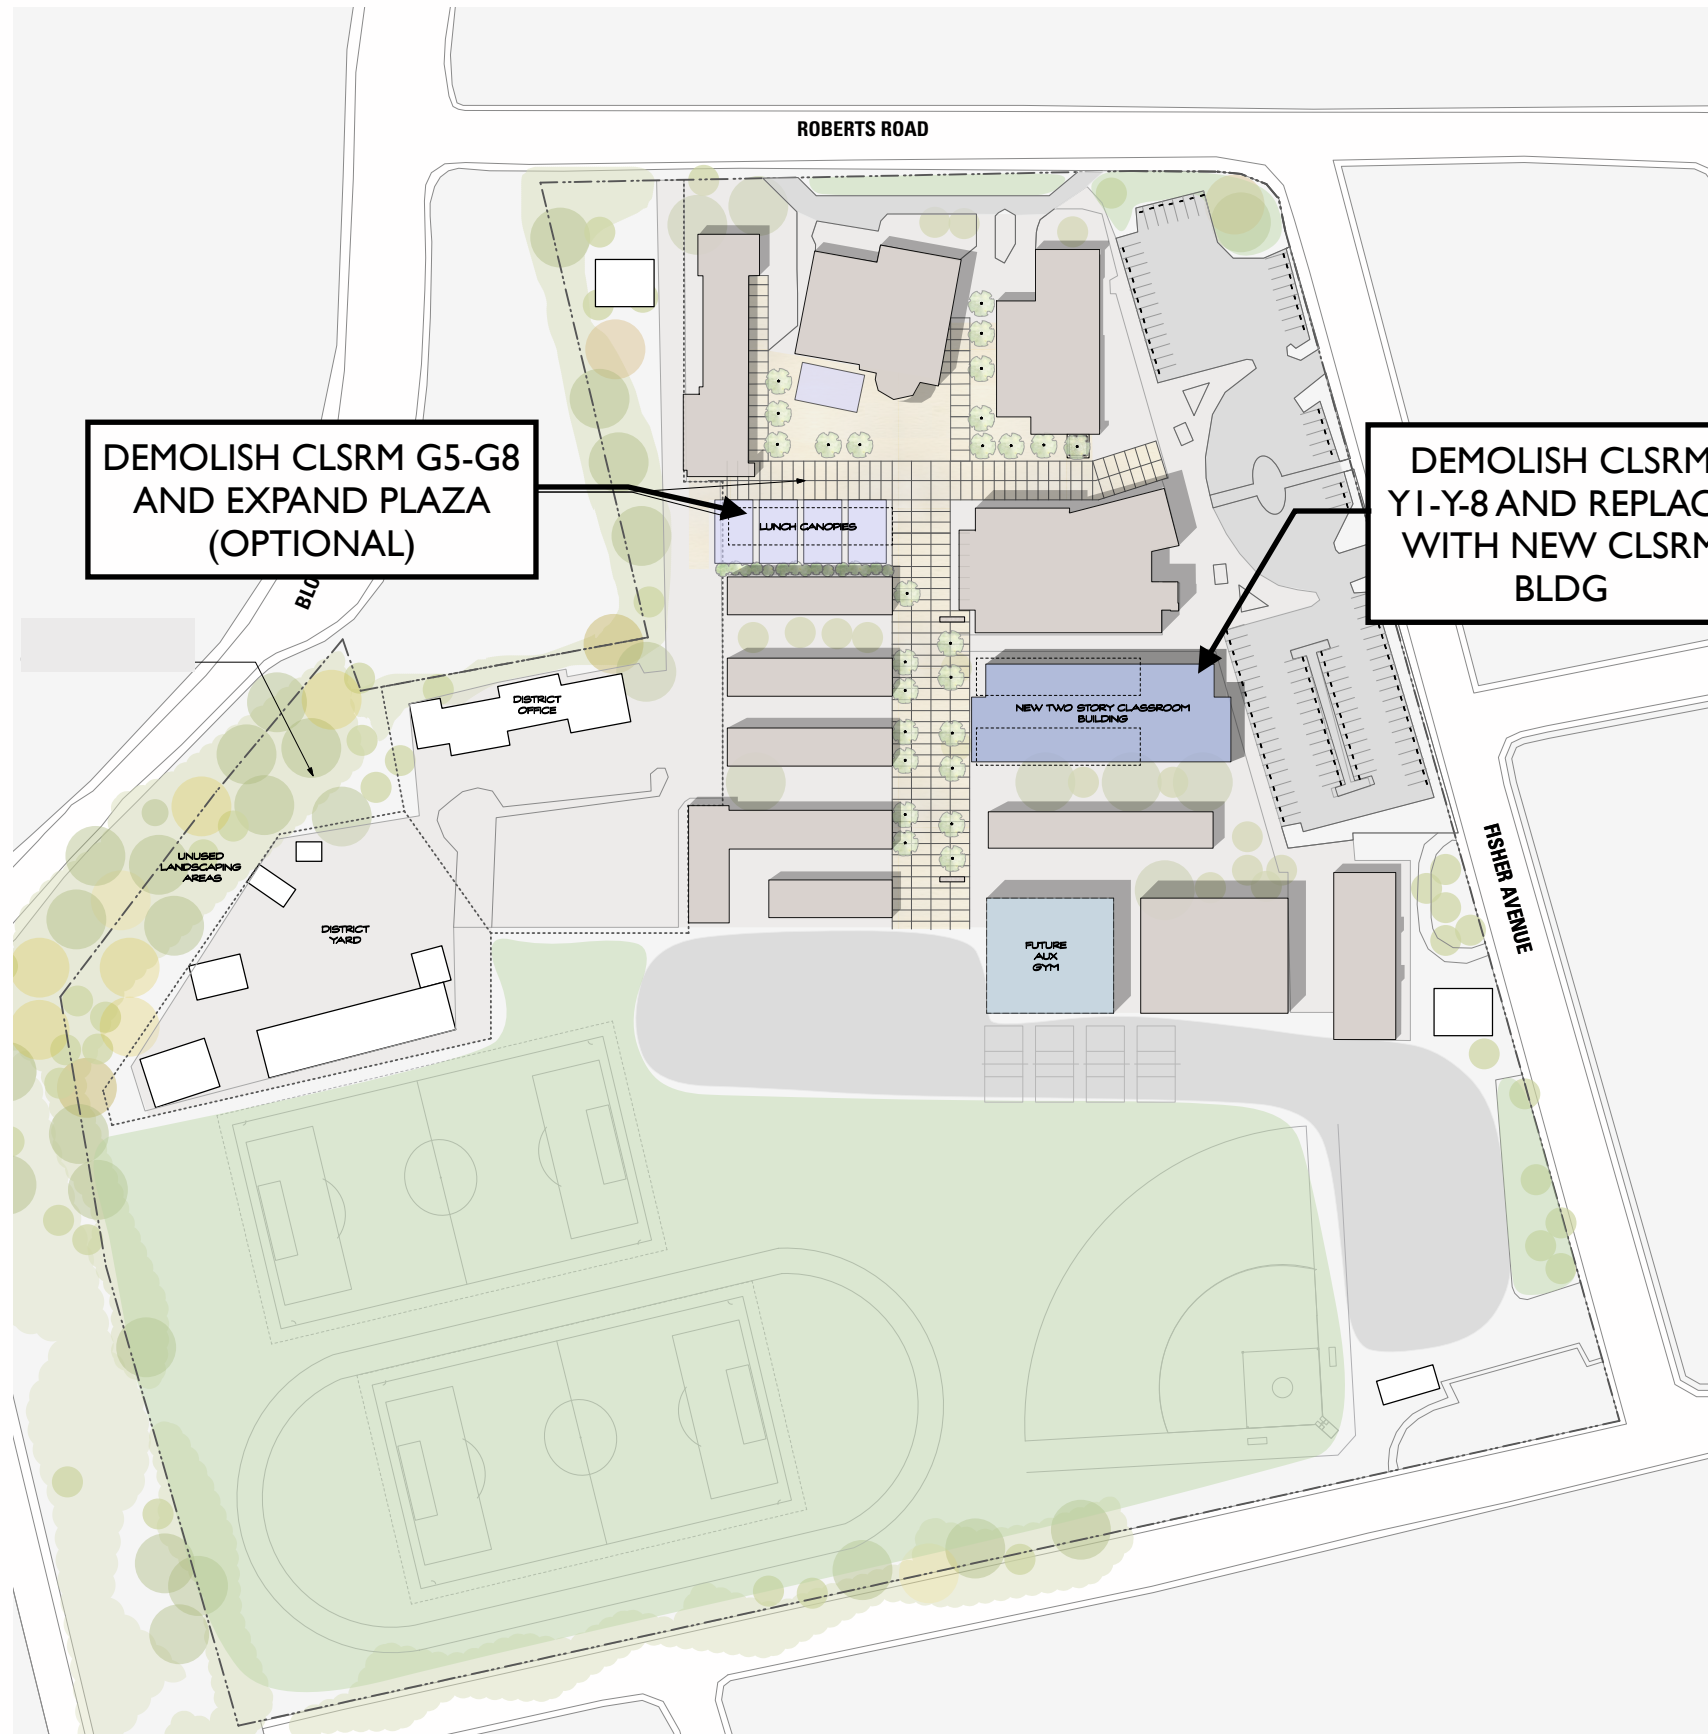 ROBERTS ROAD
DEMOLISH CLSRM G5-G8
AND EXPAND PLAZA
(OPTIONAL)
DEMOLISH CLSRM
Y1-Y-8 AND REPLAC
WITH NEW CLSRM
BLDG
LUNCH CANOPIES
BLO
DISTRICT
OFFICE
NEW TWO STORY CLASSROOM
BUILDING
UNUSED
LANDSCAPING
AREAS
DISTRICT
YARD
FUTURE
AUX
GYM
FISHER AVENUE